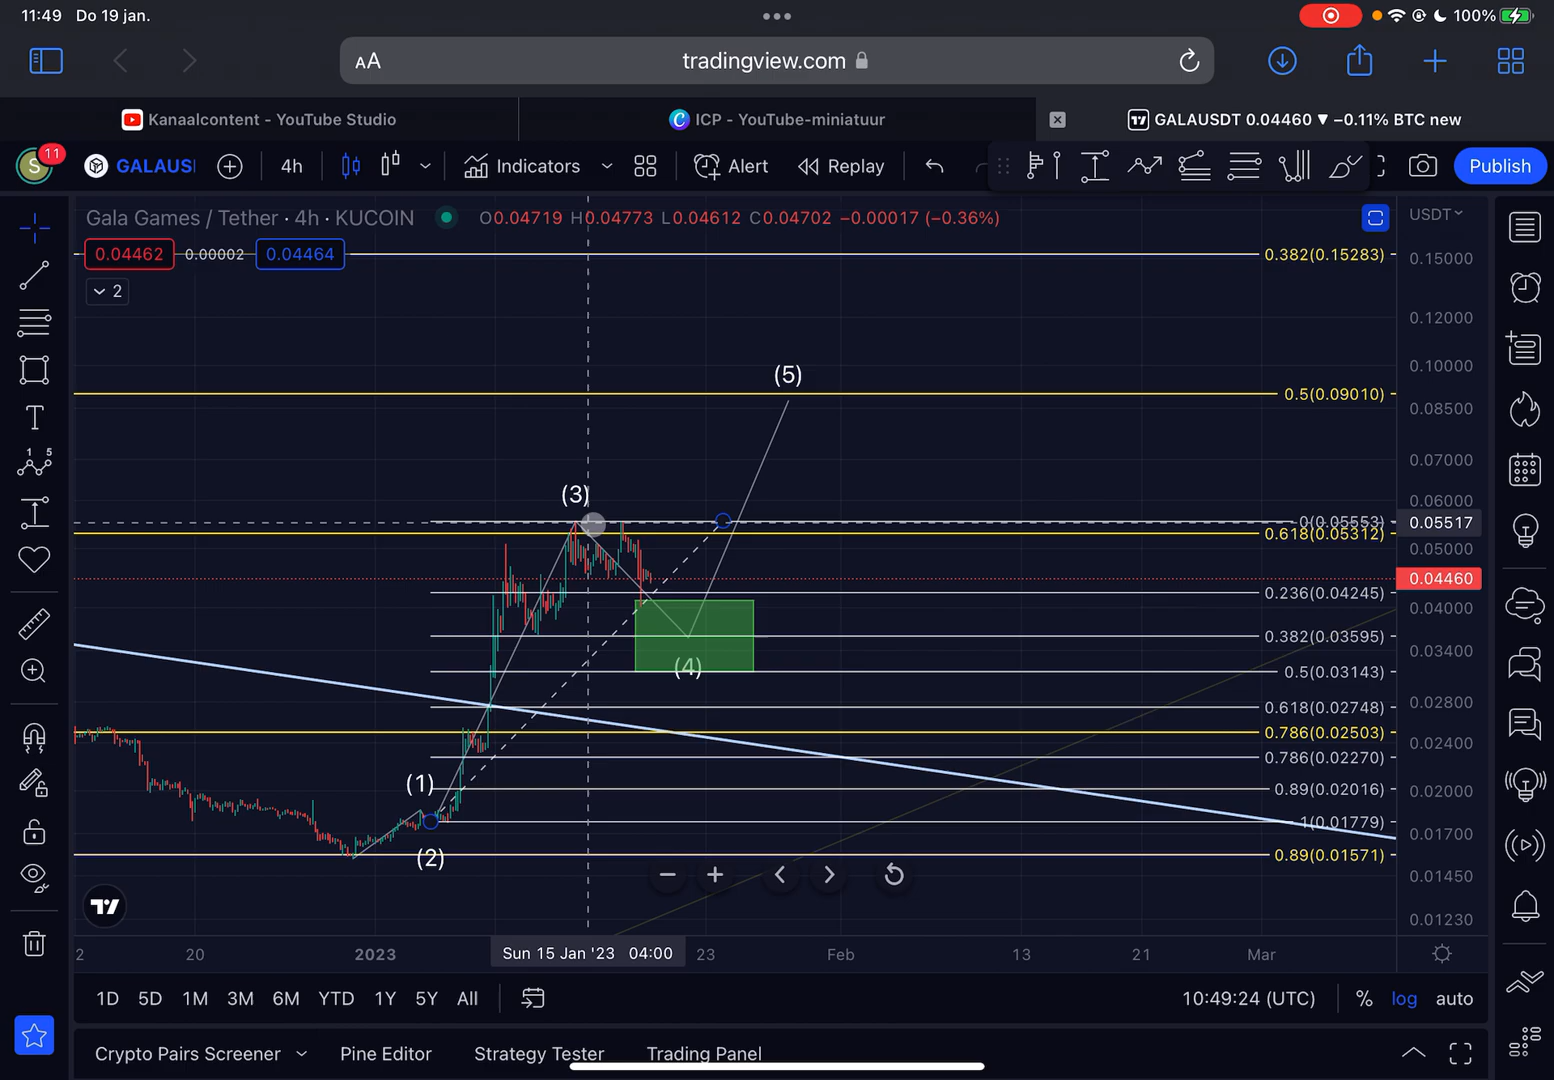 11:49 Do 19 jan.
100%
AA
tradingview.com
Kanaalcontent - YouTube Studio
ICP - YouTube-miniatuur
GALAUSDT 0.04460 ▼ −0.11% BTC new
S
11
GALAUS
4h
Indicators
Alert
Replay
Publish
Gala Games / Tether · 4h · KUCOIN
O0.04719 H0.04773 L0.04612 C0.04702 −0.00017 (−0.36%)
USDT
0.04462
0.00002
0.04464
2
0.382(0.15283)
0.15000
0.12000
0.10000
(5)
0.5(0.09010)
0.08500
0.07000
0.06000
(3)
0(0.05553)
0.05517
0.618(0.05312)
0.05000
0.04460
0.236(0.04245)
0.04000
0.382(0.03595)
0.03400
(4)
0.5(0.03143)
0.618(0.02748)
0.02800
0.786(0.02503)
0.02400
0.786(0.02270)
(1)
0.89(0.02016)
0.02000
1(0.01779)
0.01700
(2)
0.89(0.01571)
0.01450
0.01230
2
20
2023
Sun 15 Jan '23 04:00
23
Feb
13
21
Mar
1D 5D 1M 3M 6M YTD 1Y 5Y All
10:49:24 (UTC)
% log auto
Crypto Pairs Screener
Pine Editor
Strategy Tester
Trading Panel